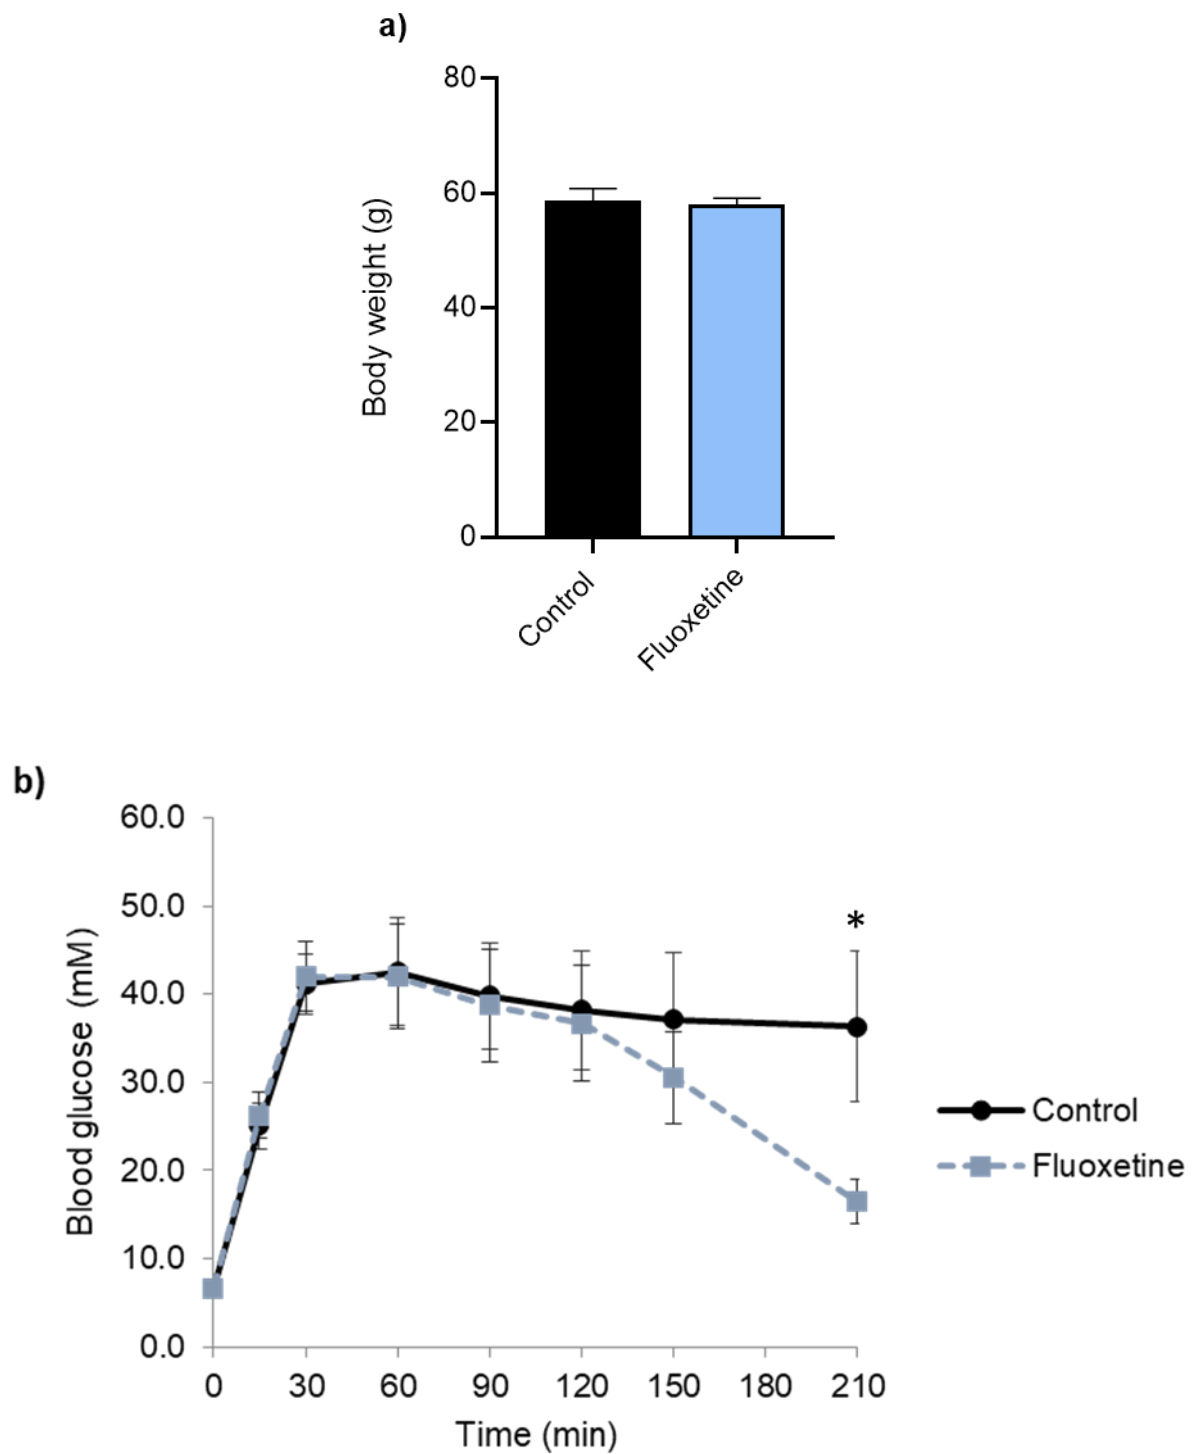 a)
80
60
40
20
0
Body weight (g)
Control
Fluoxetine
b)
60.0
50.0
40.0
30.0
20.0
10.0
0.0
Blood glucose (mM)
*
0 30 60 90 120 150 180 210
Time (min)
Control
Fluoxetine